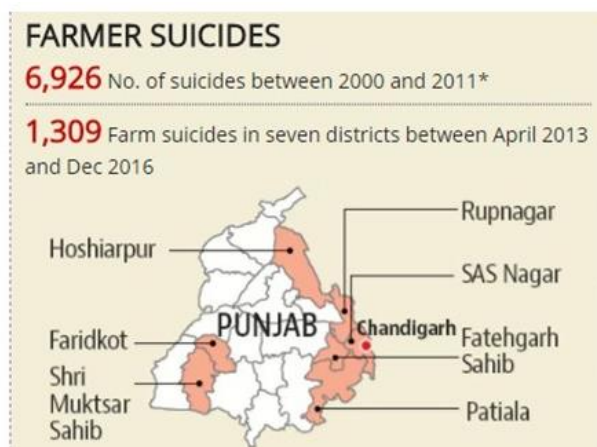 FARMER SUICIDES
6,926 No. of suicides between 2000 and 2011*
1,309 Farm suicides in seven districts between April 2013
and Dec 2016
Hoshiarpur
Rupnagar
SAS Nagar
PUNJAB
Chandigarh
Faridkot
Fatehgarh
Sahib
Shri
Muktsar
Sahib
Patiala